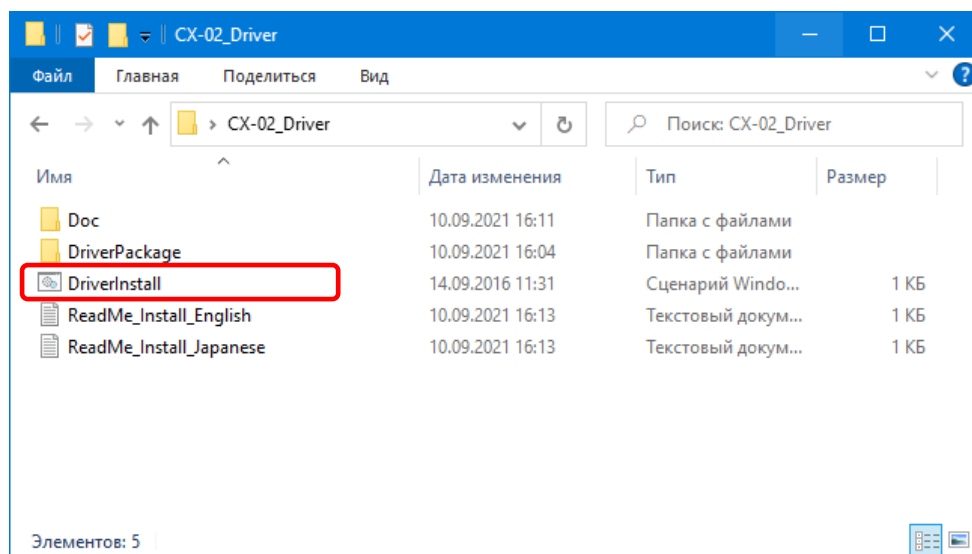 CX-02_Driver
Файл Главная Поделиться Вид ?
CX-02_Driver Поиск: CX-02_Driver
Имя Дата изменения Тип Размер
Doc 10.09.2021 16:11 Папка с файлами
DriverPackage 10.09.2021 16:04 Папка с файлами
DriverInstall 14.09.2016 11:31 Сценарий Windo... 1 КБ
ReadMe_Install_English 10.09.2021 16:13 Текстовый докум... 1 КБ
ReadMe_Install_Japanese 10.09.2021 16:13 Текстовый докум... 1 КБ
Элементов: 5